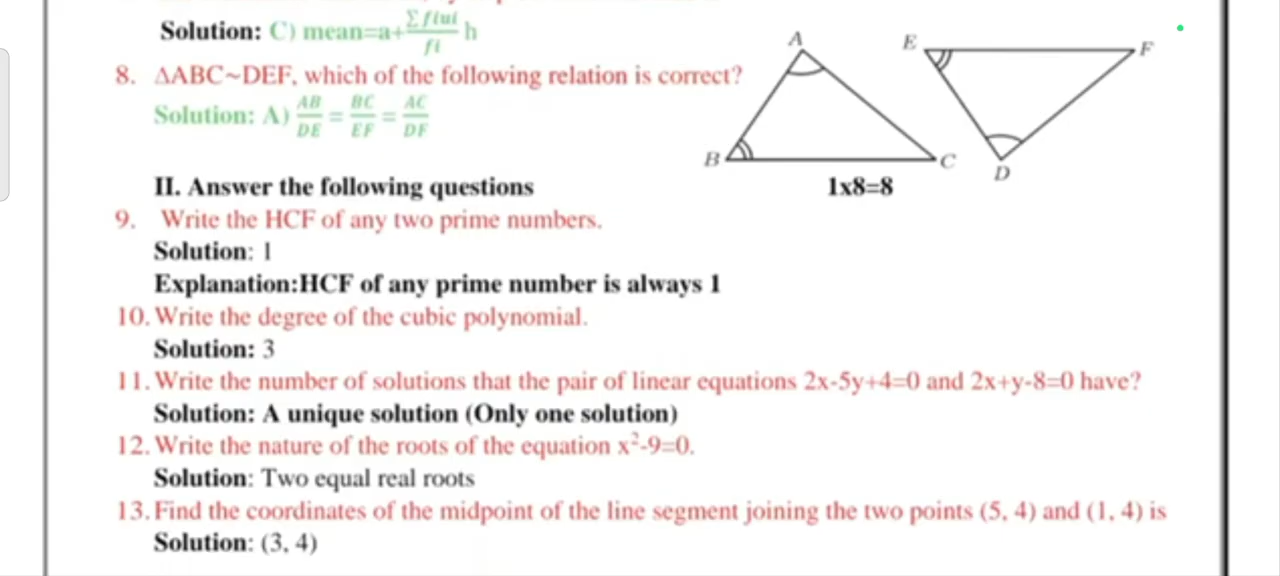 Solution: C) mean=a+Σfiui/fi h
8. ΔABC~DEF, which of the following relation is correct?
Solution: A) AB/DE = BC/EF = AC/DF
A
B
C
E
F
D
II. Answer the following questions 1x8=8
9. Write the HCF of any two prime numbers.
Solution: 1
Explanation:HCF of any prime number is always 1
10. Write the degree of the cubic polynomial.
Solution: 3
11. Write the number of solutions that the pair of linear equations 2x-5y+4=0 and 2x+y-8=0 have?
Solution: A unique solution (Only one solution)
12. Write the nature of the roots of the equation x²-9=0.
Solution: Two equal real roots
13. Find the coordinates of the midpoint of the line segment joining the two points (5, 4) and (1, 4) is
Solution: (3, 4)